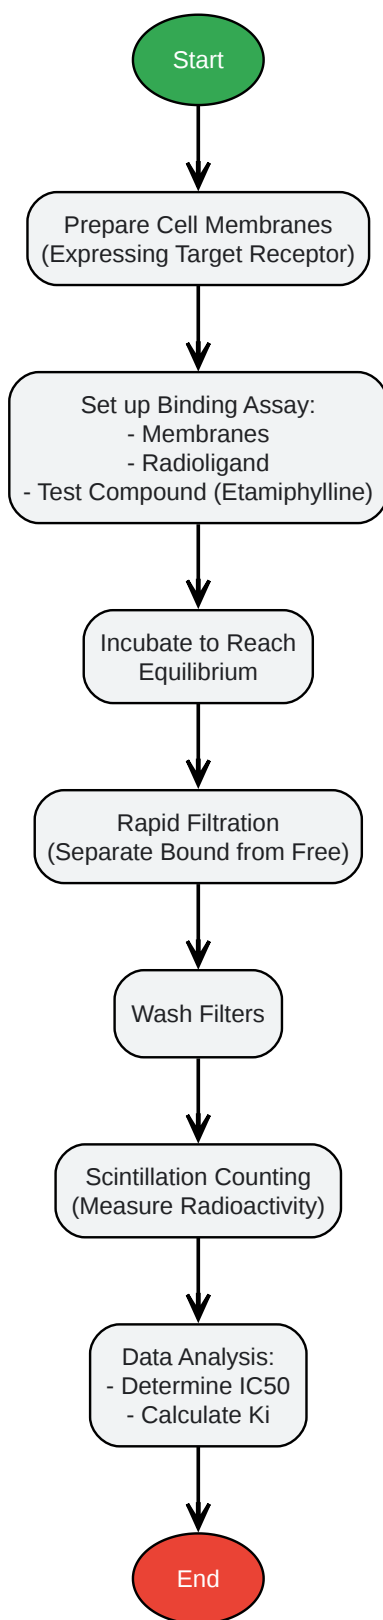 Start
Prepare Cell Membranes
(Expressing Target Receptor)
Set up Binding Assay:
- Membranes
- Radioligand
- Test Compound (Etamiphylline)
Incubate to Reach
Equilibrium
Rapid Filtration
(Separate Bound from Free)
Wash Filters
Scintillation Counting
(Measure Radioactivity)
Data Analysis:
- Determine IC50
- Calculate Ki
End